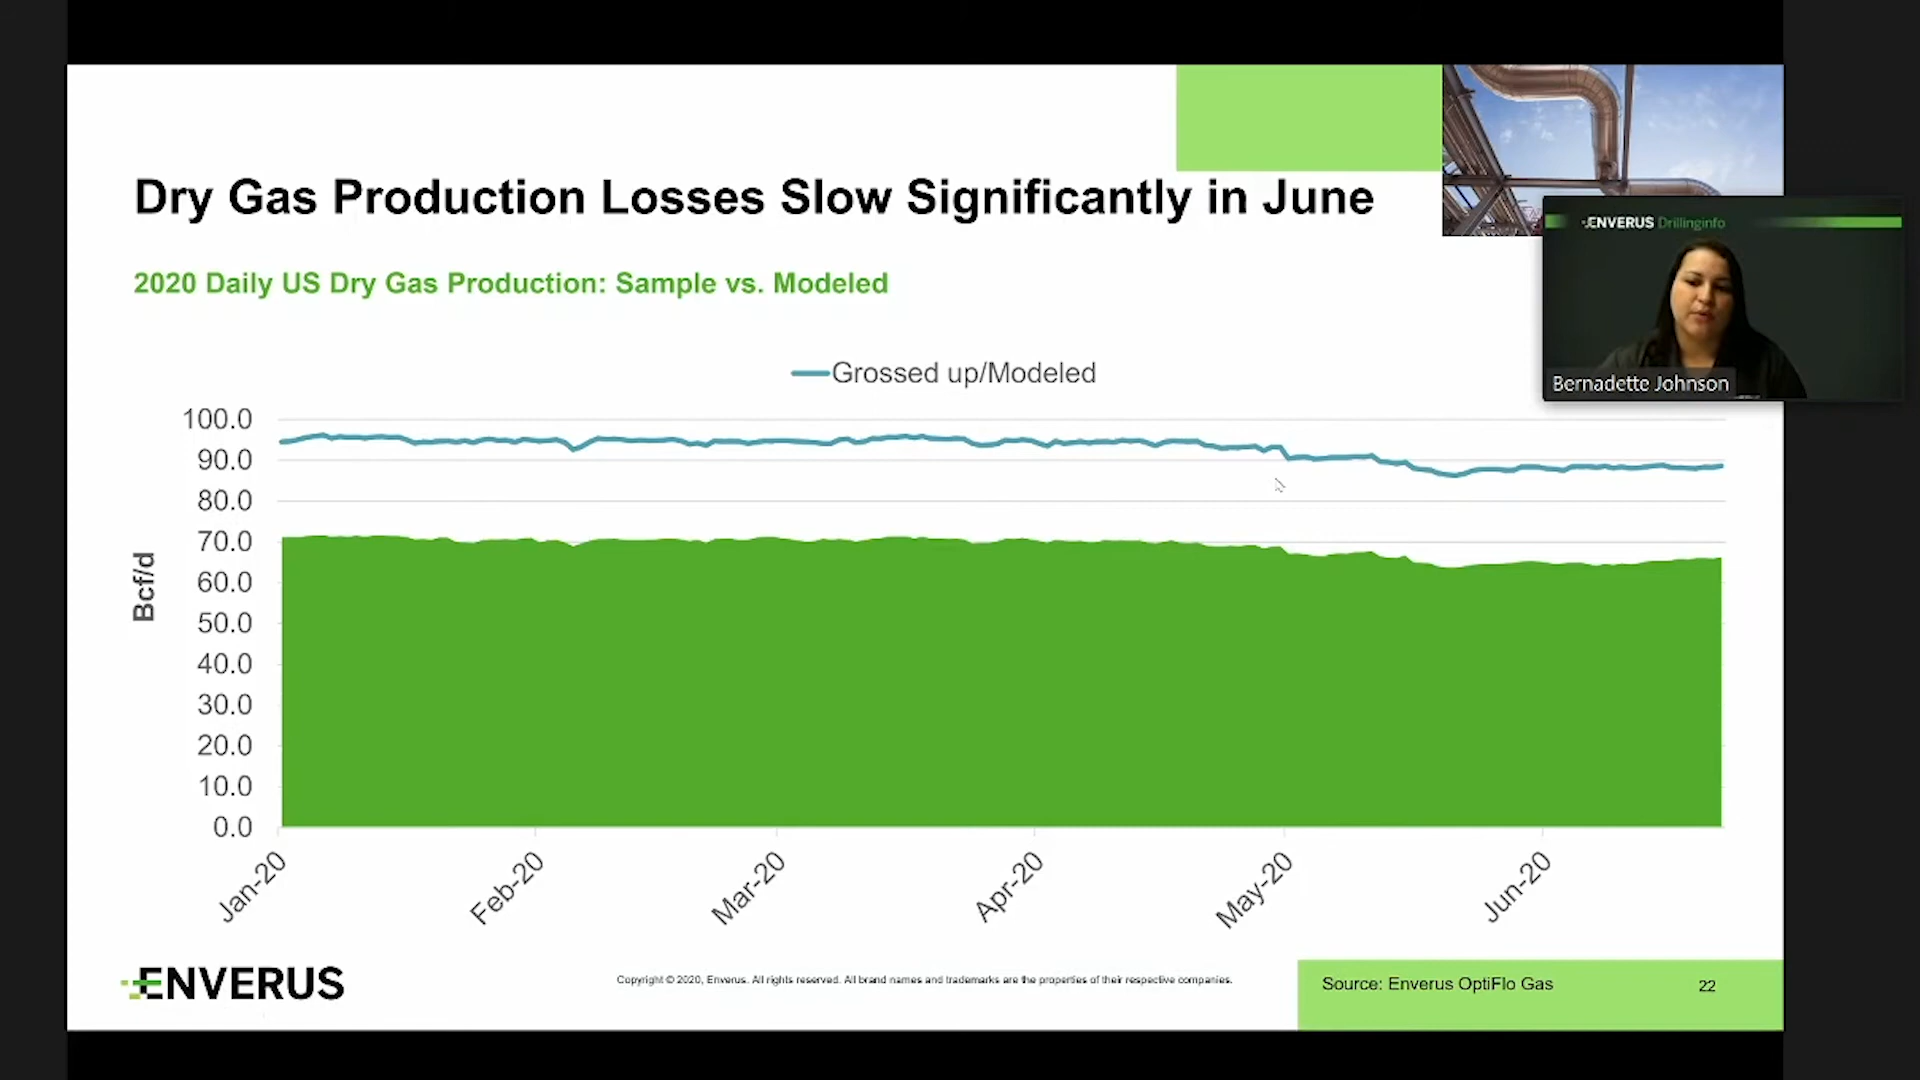 Dry Gas Production Losses Slow Significantly in June
ENVERUS Drillinginfo
2020 Daily US Dry Gas Production: Sample vs. Modeled
Bernadette Johnson
Grossed up/Modeled
100.0
90.0
80.0
70.0
60.0
50.0
40.0
30.0
20.0
10.0
0.0
Bcf/d
Jan-20
Feb-20
Mar-20
Apr-20
May-20
Jun-20
ENVERUS
Copyright © 2020, Enverus. All rights reserved. All brand names and trademarks are the properties of their respective companies.
Source: Enverus OptiFlo Gas
22